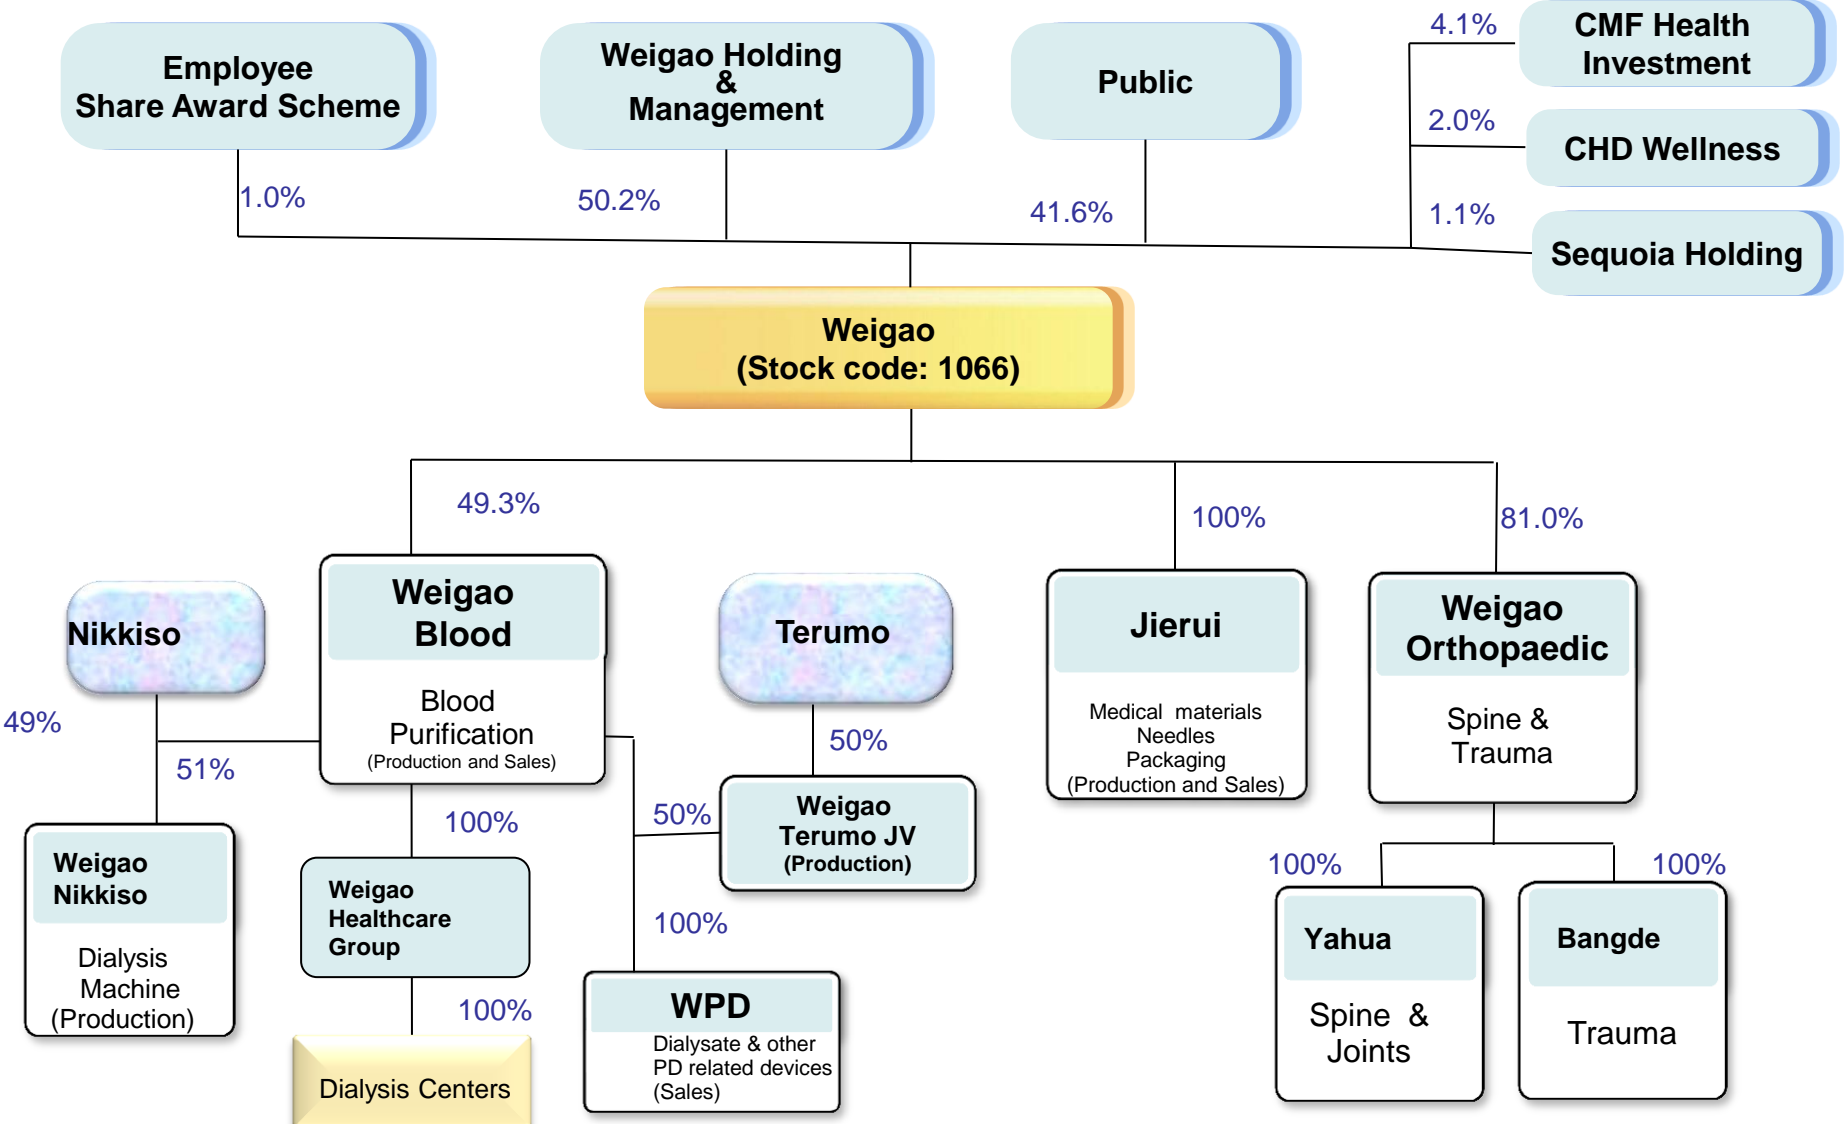 Employee
Share Award Scheme
Weigao Holding
&
Management
Public
4.1%
CMF Health
Investment
2.0%
CHD Wellness
1.1%
Sequoia Holding
1.0%
50.2%
41.6%
Weigao
(Stock code: 1066)
49.3%
100%
81.0%
Nikkiso
Weigao
Blood
Blood
Purification
(Production and Sales)
Terumo
Jierui
Medical materials
Needles
Packaging
(Production and Sales)
Weigao
Orthopaedic
Spine &
Trauma
49%
51%
50%
100%
50%
Weigao
Terumo JV
(Production)
Weigao
Nikkiso
Dialysis
Machine
(Production)
Weigao
Healthcare
Group
100%
100%
Dialysis Centers
WPD
Dialysate & other
PD related devices
(Sales)
100%
100%
Yahua
Spine &
Joints
Bangde
Trauma